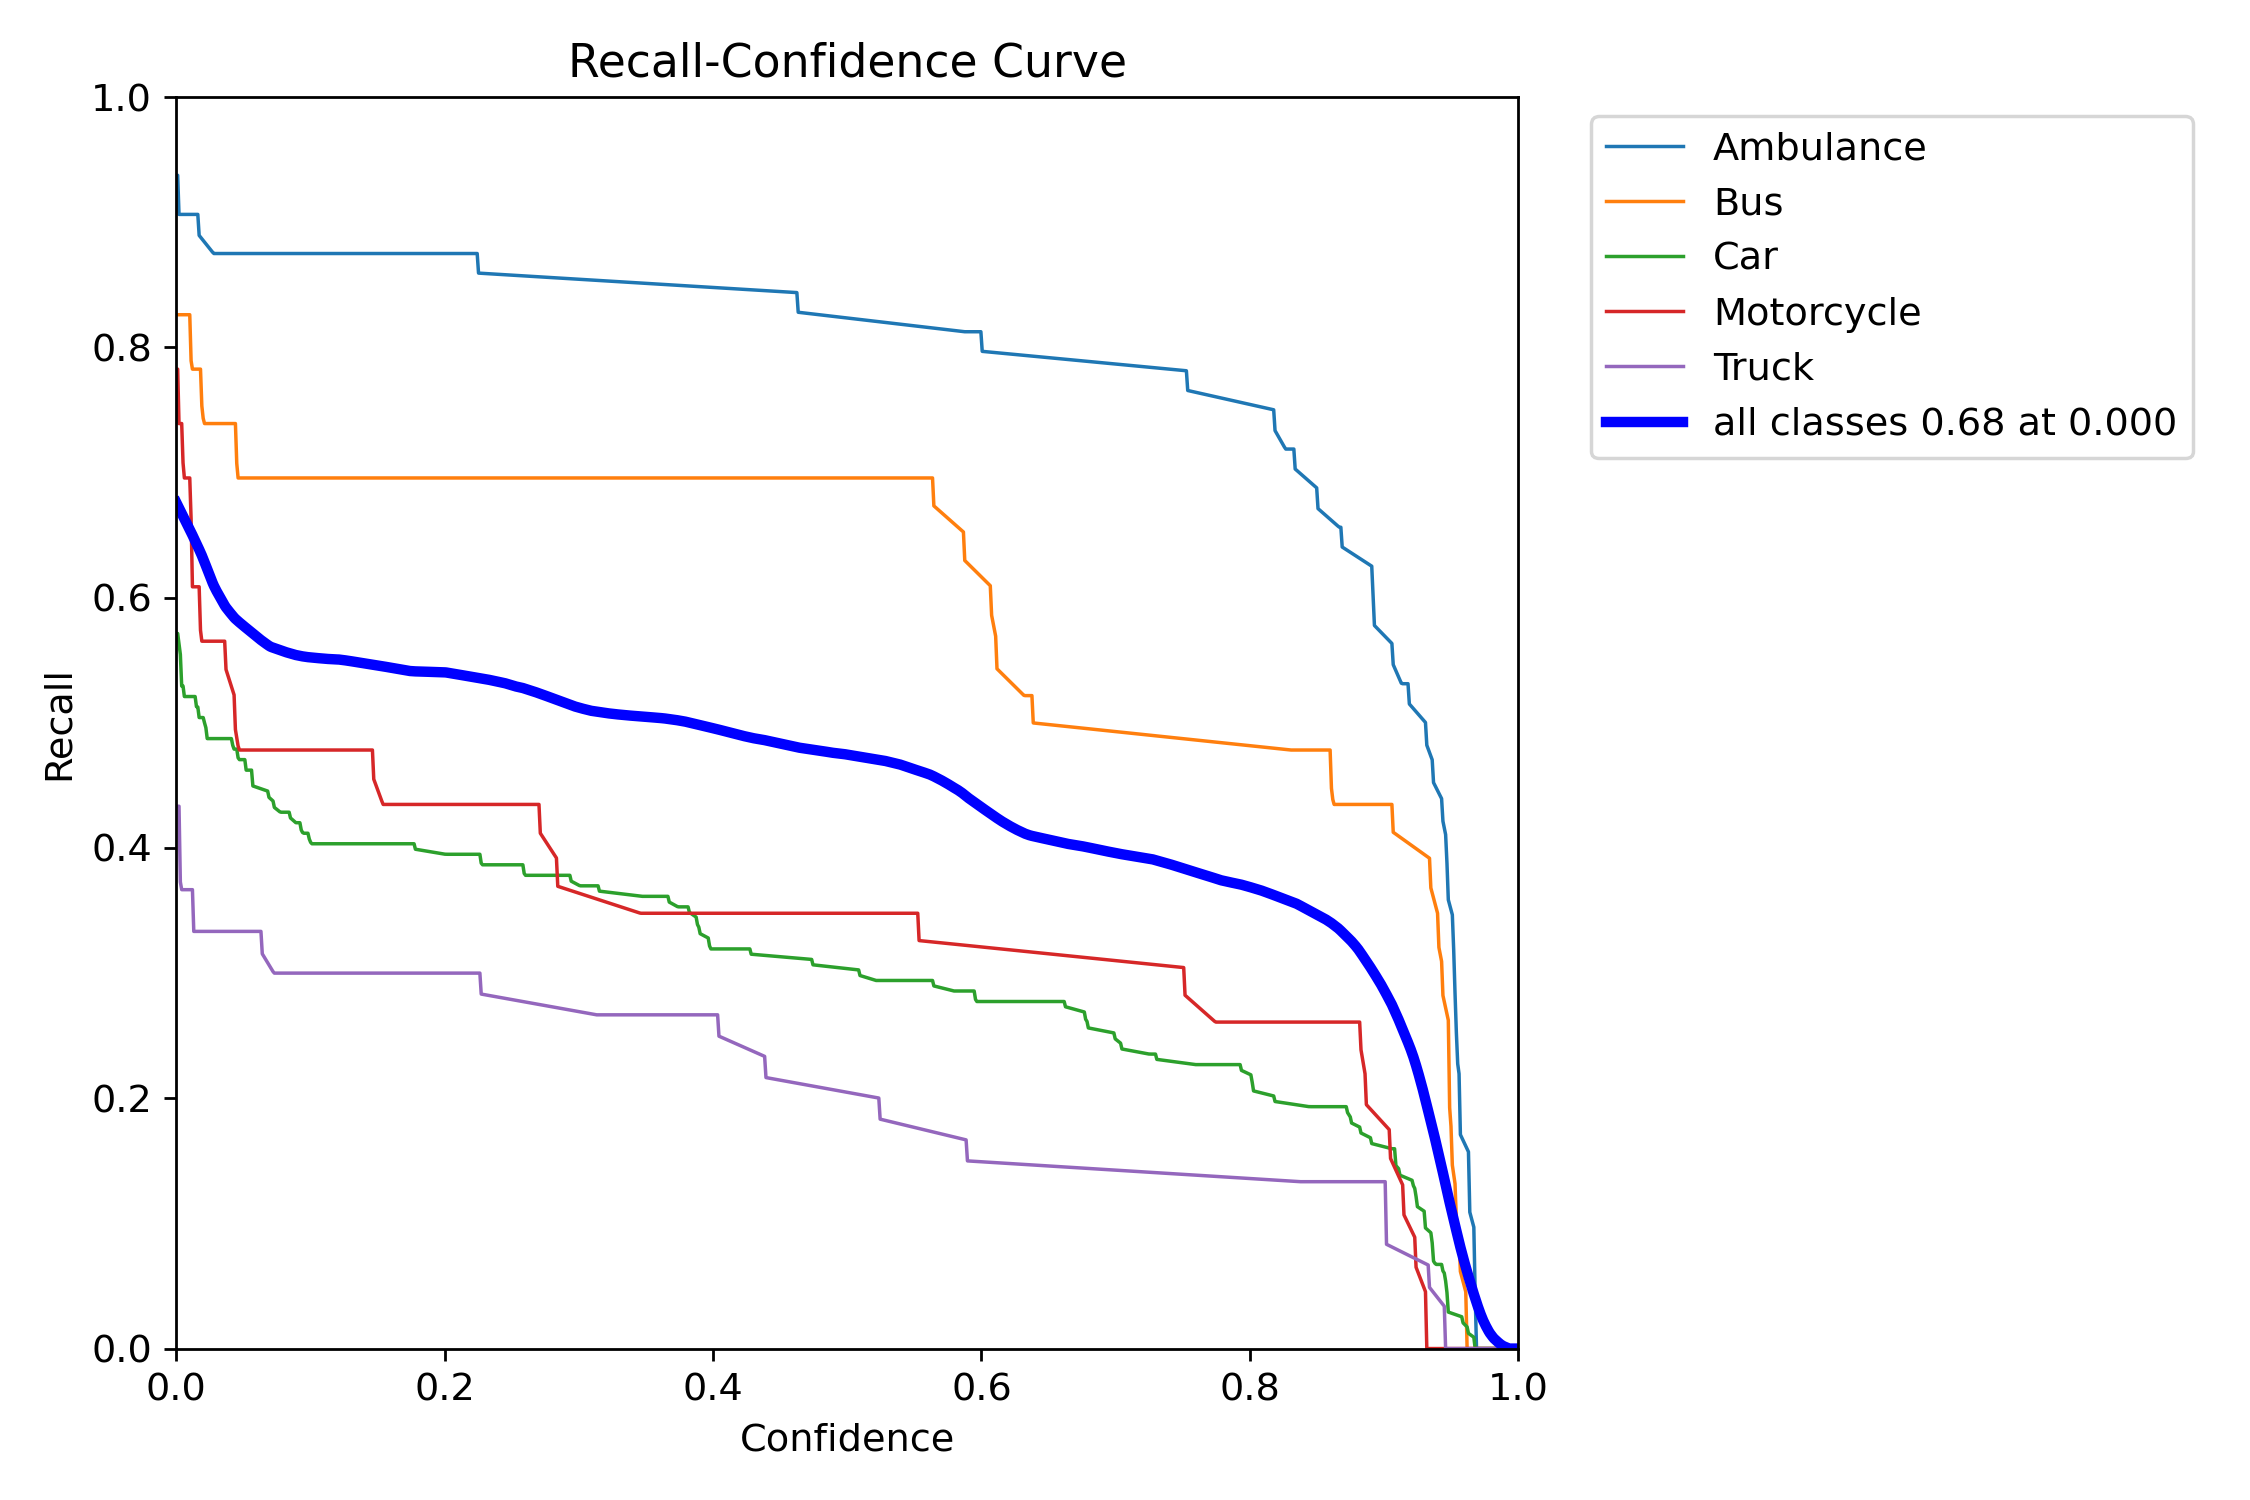 Recall-Confidence Curve
1.0
0.8
0.6
0.4
0.2
0.0
Recall
0.0 0.2 0.4 0.6 0.8 1.0
Confidence
Ambulance
Bus
Car
Motorcycle
Truck
all classes 0.68 at 0.000